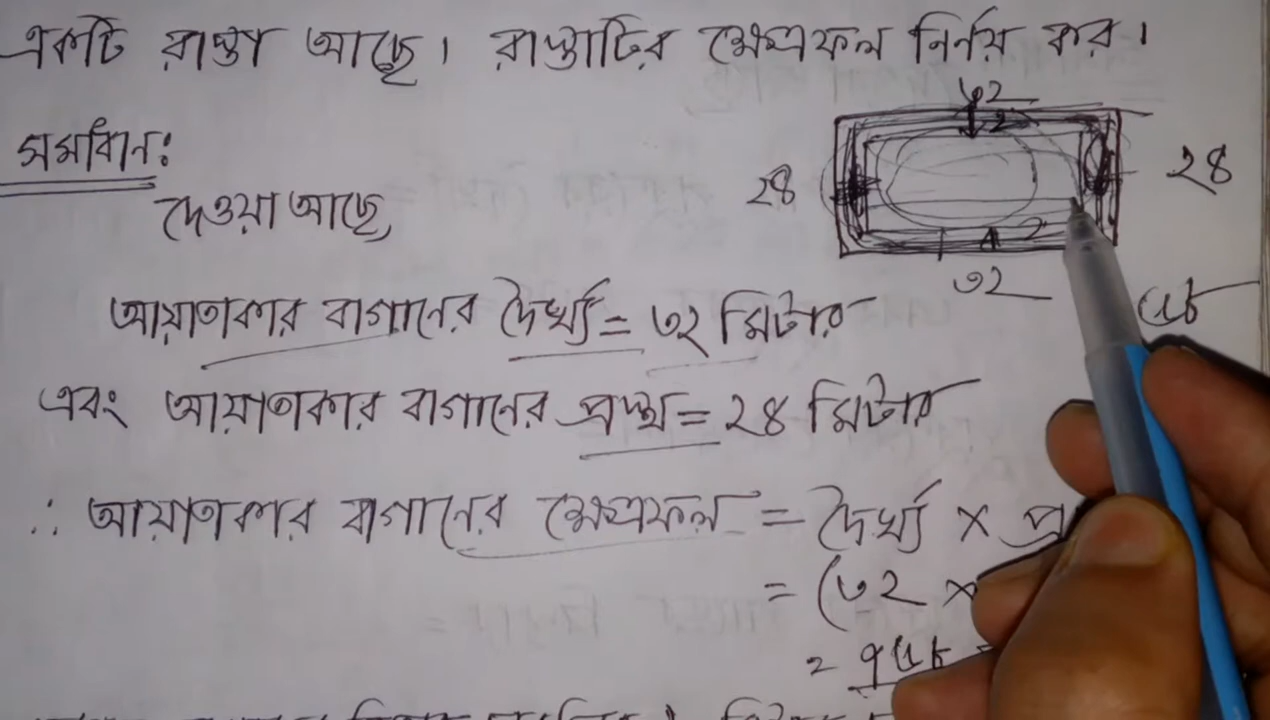 একটি রাস্তা আছে। রাস্তাটির ক্ষেত্রফল নির্নয় কর।
৩২
২
সমাধান:
২৪ ২৪
দেওয়া আছে,
২
৩২
আয়াতাকার বাগানের দৈর্ঘ্য = ৩২ মিটার
এবং আয়াতাকার বাগানের প্রস্থ = ২৪ মিটার
∴ আয়াতাকার বাগানের ক্ষেত্রফল = দৈর্ঘ্য × প্র
= (৩২ ×
= ৭৬৮